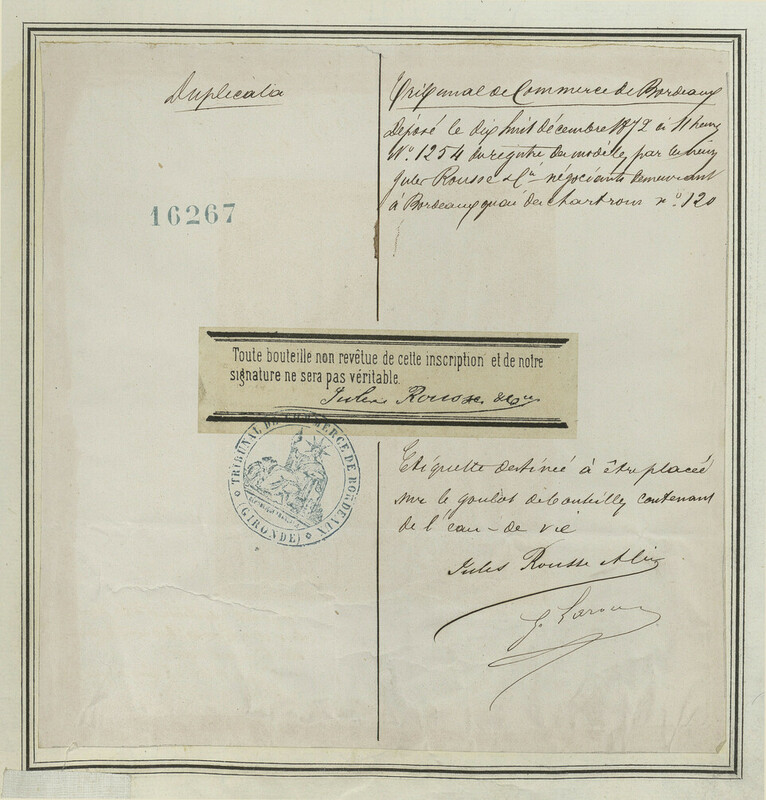 Duplicata
16267
Tribunal de Commerce de Bordeaux
Déposé le dix huit décembre 1872 à 11 heures
N.° 1254 du registre des modèles, par les sieurs
Jules Rousse & Cie négociants demeurant
à Bordeaux quai des chartrons n.° 120
Toute bouteille non revêtue de cette inscription et de notre
signature ne sera pas véritable.
Jules Rousse & Cie
TRIBUNAL DE COMMERCE DE BORDEAUX
(GIRONDE)
Etiquette destinée à être placée
sur le goulot de bouteilles contenant
de l'eau-de vie
Jules Rousse